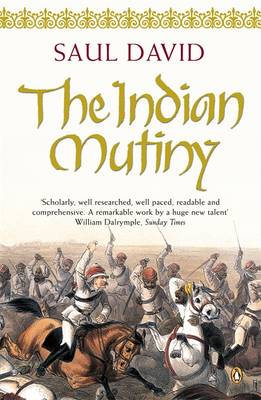 SAUL DAVID
The Indian
Mutiny
'Scholarly, well researched, well paced, readable and
comprehensive. A remarkable work by a huge new talent'
William Dalrymple, Sunday Times